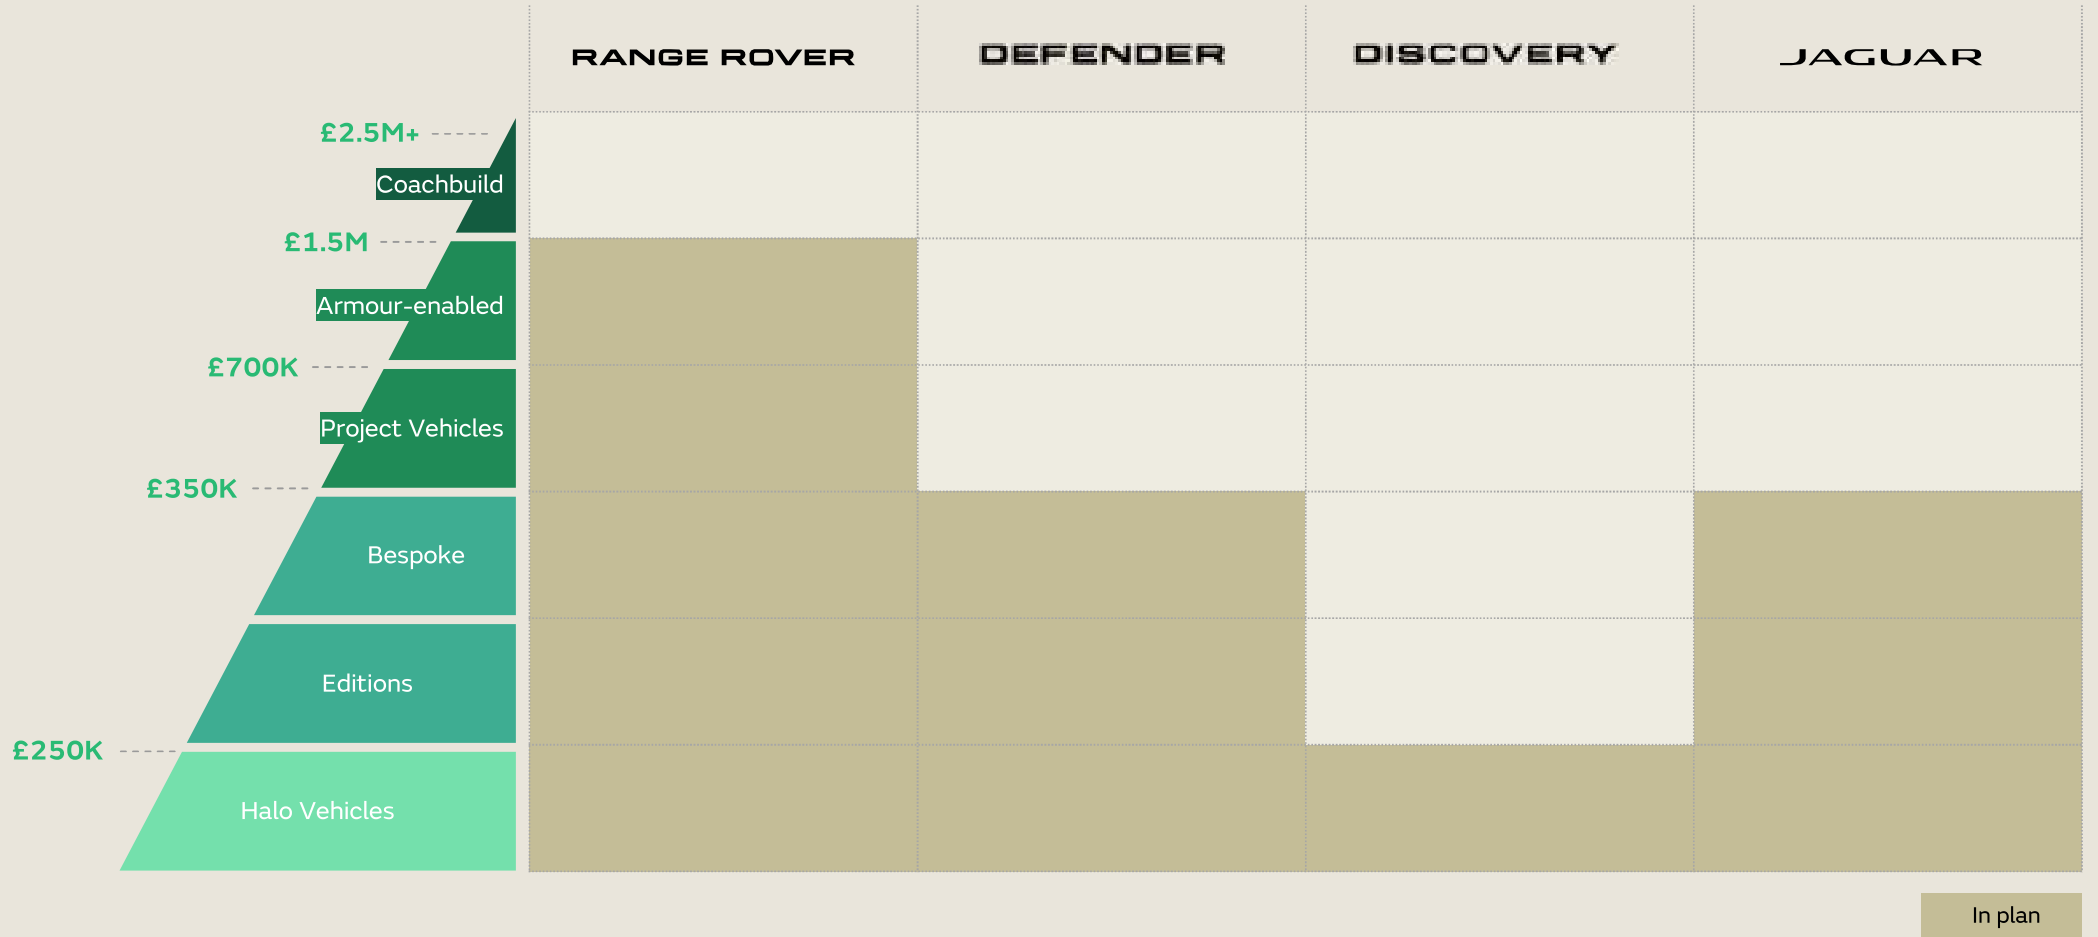 RANGE ROVER
DEFENDER
DISCOVERY
JAGUAR
£2.5M+
Coachbuild
£1.5M
Armour-enabled
£700K
Project Vehicles
£350K
Bespoke
Editions
£250K
Halo Vehicles
In plan